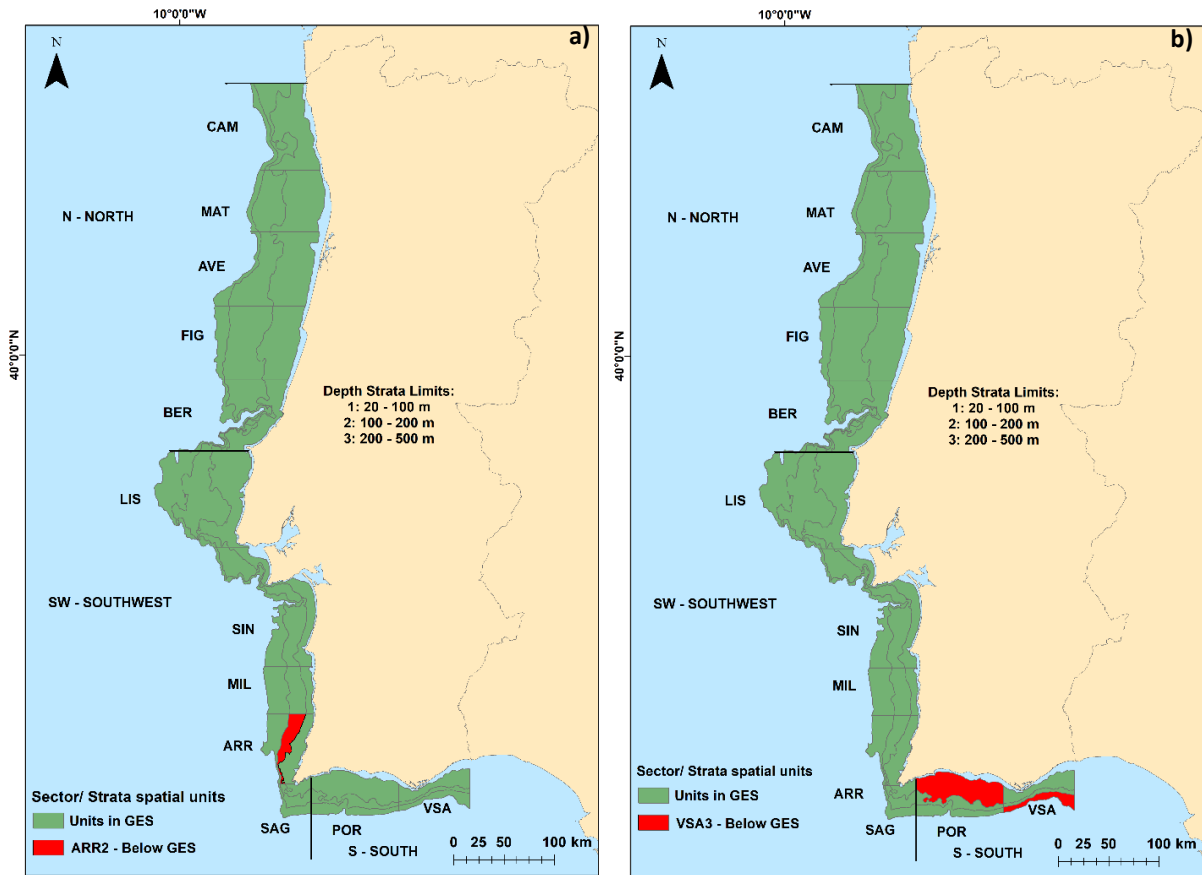 10°0'0"W
a)
N
CAM
N - NORTH
MAT
AVE
FIG
40°0'0"N
Depth Strata Limits:
1: 20 - 100 m
2: 100 - 200 m
3: 200 - 500 m
BER
LIS
SW - SOUTHWEST
SIN
MIL
ARR
Sector/ Strata spatial units
Units in GES
ARR2 - Below GES
SAG
POR
VSA
S - SOUTH
0 25 50 100 km
10°0'0"W
b)
N
CAM
N - NORTH
MAT
AVE
FIG
40°0'0"N
Depth Strata Limits:
1: 20 - 100 m
2: 100 - 200 m
3: 200 - 500 m
BER
LIS
SW - SOUTHWEST
SIN
MIL
ARR
Sector/ Strata spatial units
Units in GES
VSA3 - Below GES
SAG
POR
VSA
S - SOUTH
0 25 50 100 km